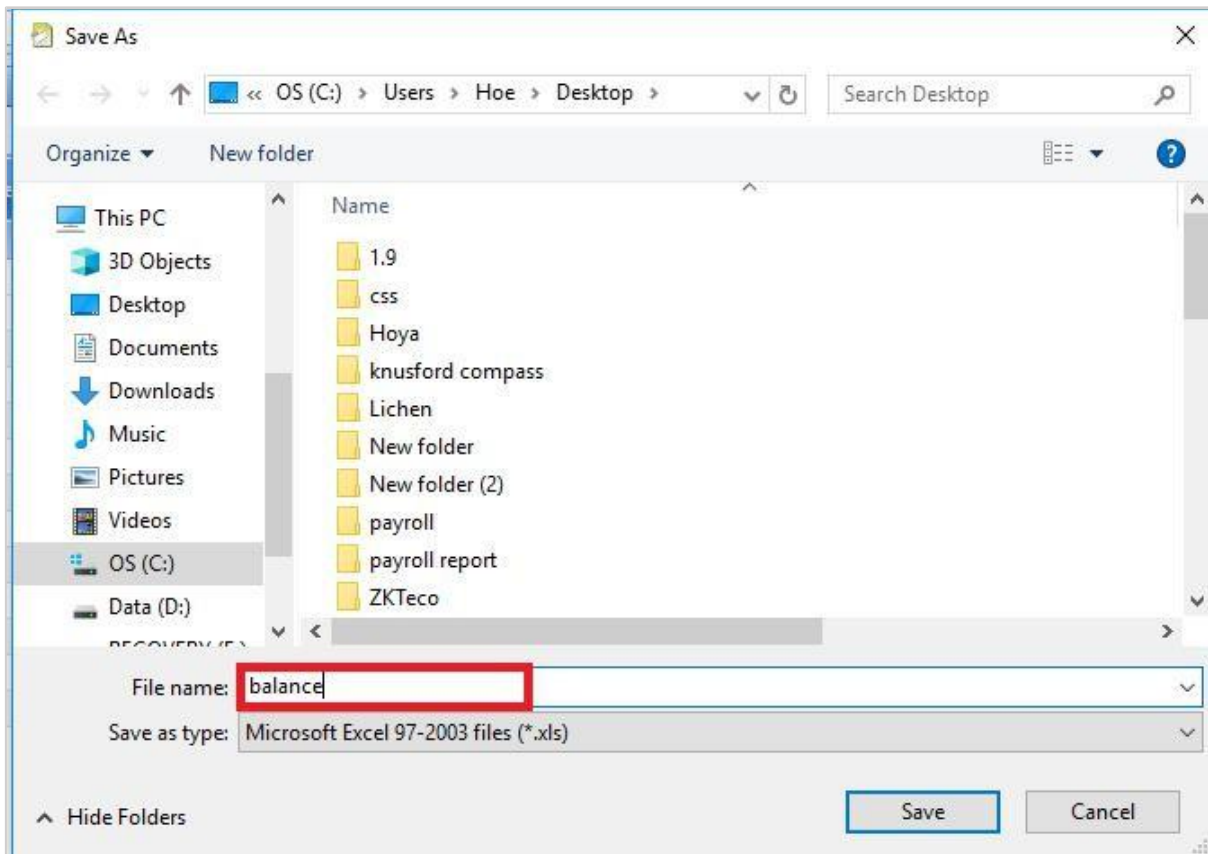 Save As
« OS (C:) › Users › Hoe › Desktop ›
Search Desktop
Organize
New folder
Name
This PC
3D Objects
Desktop
Documents
Downloads
Music
Pictures
Videos
OS (C:)
Data (D:)
1.9
css
Hoya
knusford compass
Lichen
New folder
New folder (2)
payroll
payroll report
ZKTeco
File name: balance
Save as type: Microsoft Excel 97-2003 files (*.xls)
Hide Folders
Save
Cancel